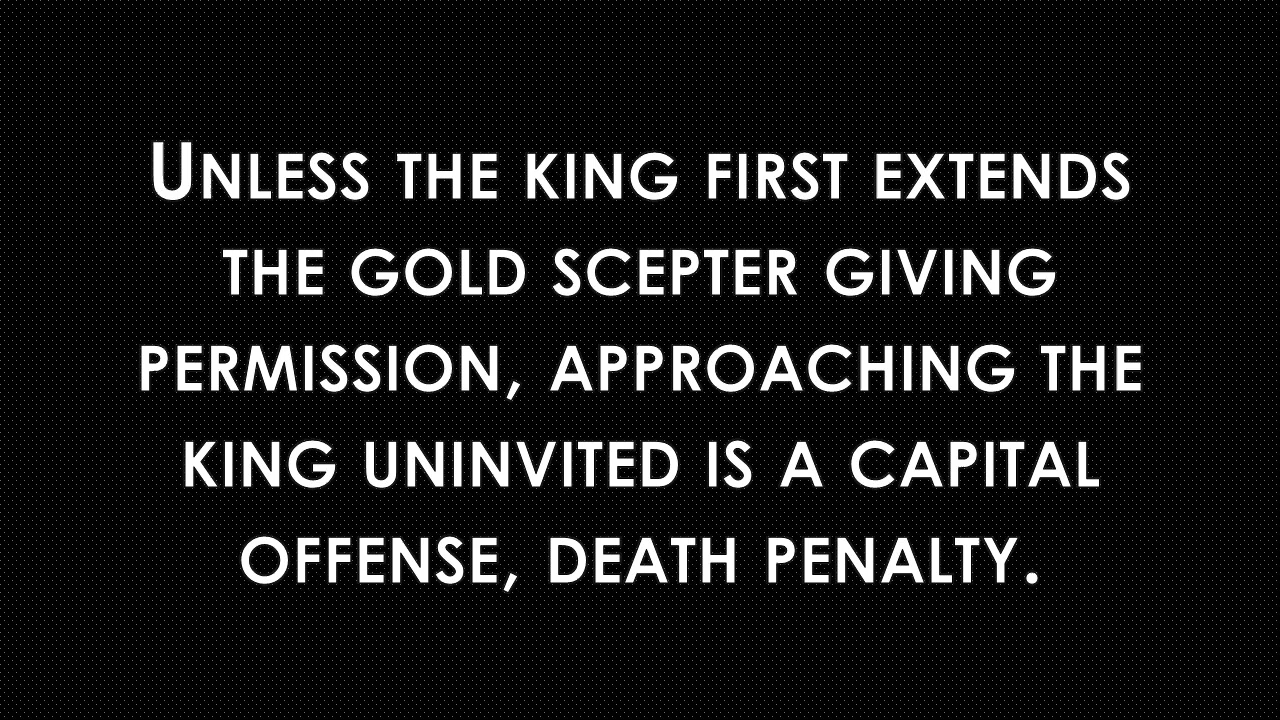 Unless the king first extends
the gold scepter giving
permission, approaching the
king uninvited is a capital
offense, death penalty.